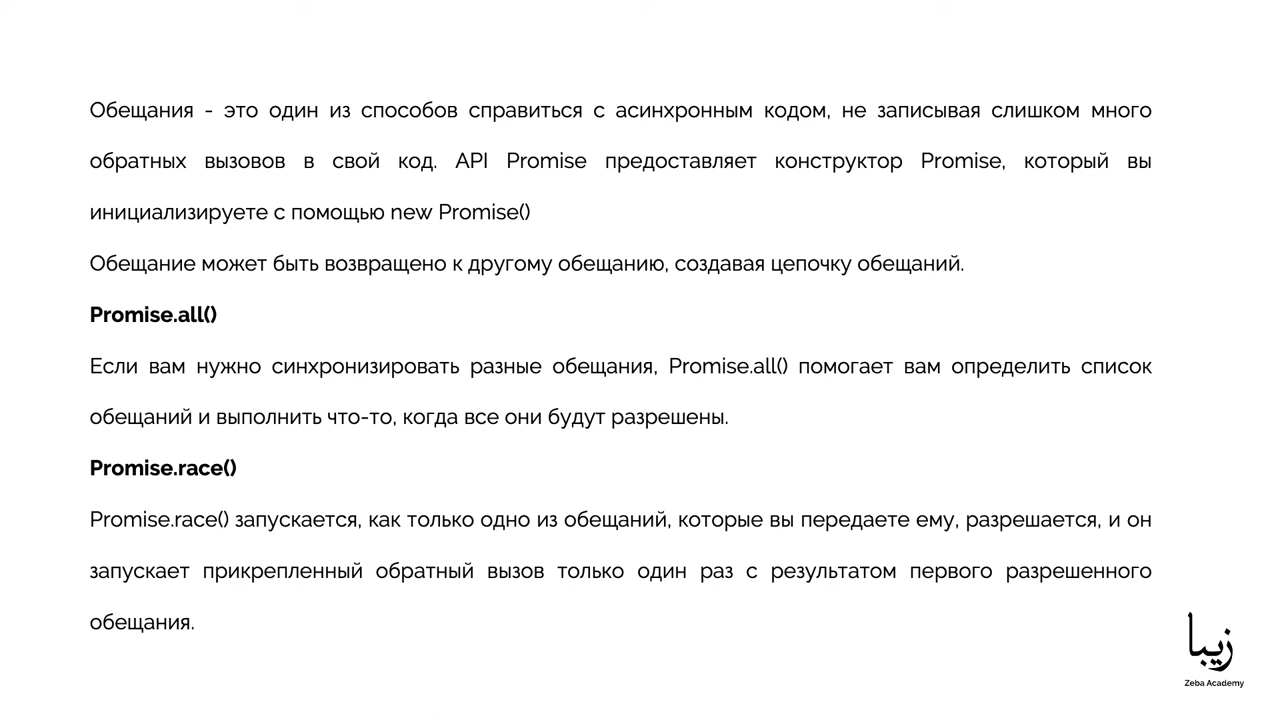 Обещания - это один из способов справиться с асинхронным кодом, не записывая слишком много
обратных вызовов в свой код. API Promise предоставляет конструктор Promise, который вы
инициализируете с помощью new Promise()
Обещание может быть возвращено к другому обещанию, создавая цепочку обещаний.
Promise.all()
Если вам нужно синхронизировать разные обещания, Promise.all() помогает вам определить список
обещаний и выполнить что-то, когда все они будут разрешены.
Promise.race()
Promise.race() запускается, как только одно из обещаний, которые вы передаете ему, разрешается, и он
запускает прикрепленный обратный вызов только один раз с результатом первого разрешенного
обещания.
زیبا
Zeba Academy